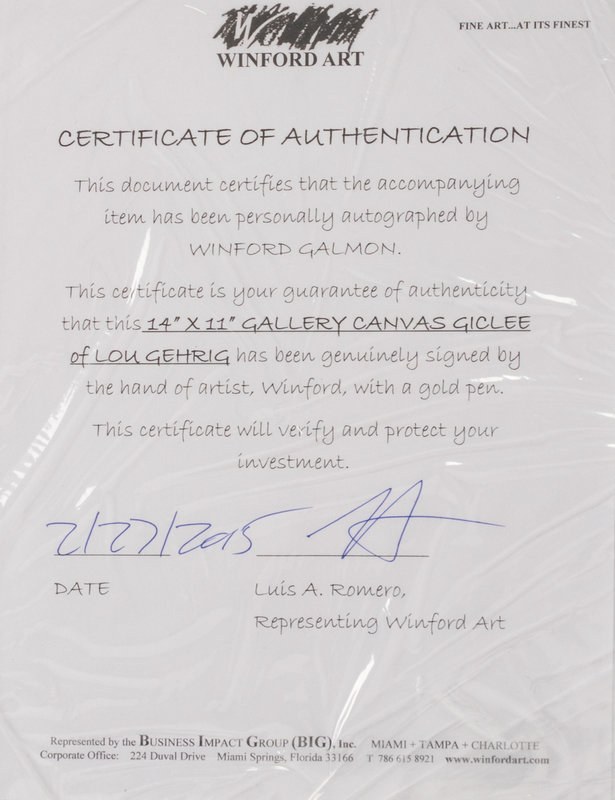 Winford
WINFORD ART
FINE ART...AT ITS FINEST
CERTIFICATE OF AUTHENTICATION
This document certifies that the accompanying
item has been personally autographed by
WINFORD GALMON.
This certificate is your guarantee of authenticity
that this 14" X 11" GALLERY CANVAS GICLEE
of LOU GEHRIG has been genuinely signed by
the hand of artist, Winford, with a gold pen.
This certificate will verify and protect your
investment.
2/27/2015
DATE
Luis A. Romero,
Representing Winford Art
Represented by the BUSINESS IMPACT GROUP (BIG), Inc. MIAMI + TAMPA + CHARLOTTE
Corporate Office: 224 Duval Drive Miami Springs, Florida 33166 T 786 615 8921 www.winfordart.com